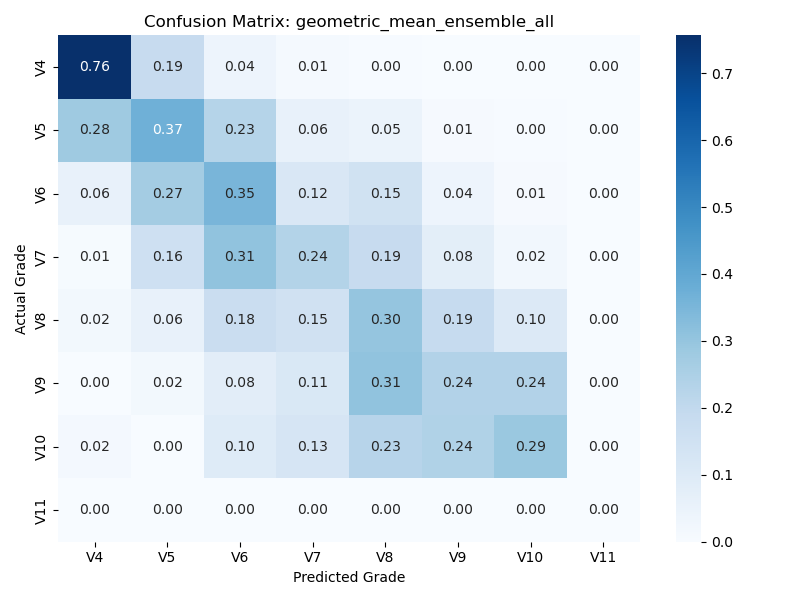 Confusion Matrix: geometric_mean_ensemble_all
V4 0.76 0.19 0.04 0.01 0.00 0.00 0.00 0.00
V5 0.28 0.37 0.23 0.06 0.05 0.01 0.00 0.00
V6 0.06 0.27 0.35 0.12 0.15 0.04 0.01 0.00
V7 0.01 0.16 0.31 0.24 0.19 0.08 0.02 0.00
V8 0.02 0.06 0.18 0.15 0.30 0.19 0.10 0.00
V9 0.00 0.02 0.08 0.11 0.31 0.24 0.24 0.00
V10 0.02 0.00 0.10 0.13 0.23 0.24 0.29 0.00
V11 0.00 0.00 0.00 0.00 0.00 0.00 0.00 0.00
V4 V5 V6 V7 V8 V9 V10 V11
Predicted Grade
Actual Grade
0.7
0.6
0.5
0.4
0.3
0.2
0.1
0.0